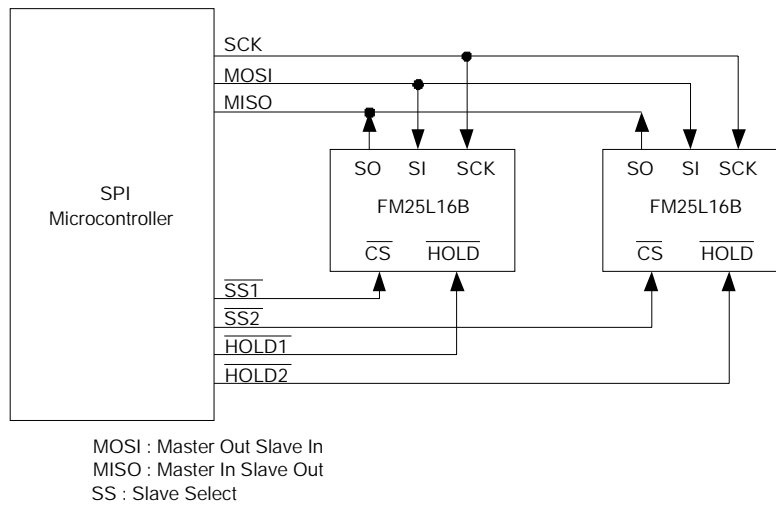 SCK
MOSI
MISO
SO SI SCK
SO SI SCK
SPI
Microcontroller
FM25L16B
FM25L16B
CS HOLD
CS HOLD
SS1
SS2
HOLD1
HOLD2
MOSI : Master Out Slave In
MISO : Master In Slave Out
SS : Slave Select